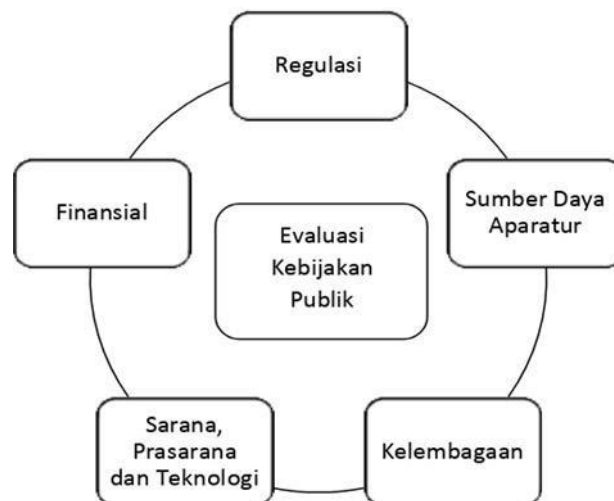 Regulasi
Finansial
Sumber Daya
Aparatur
Evaluasi
Kebijakan
Publik
Sarana,
Prasarana
dan Teknologi
Kelembagaan